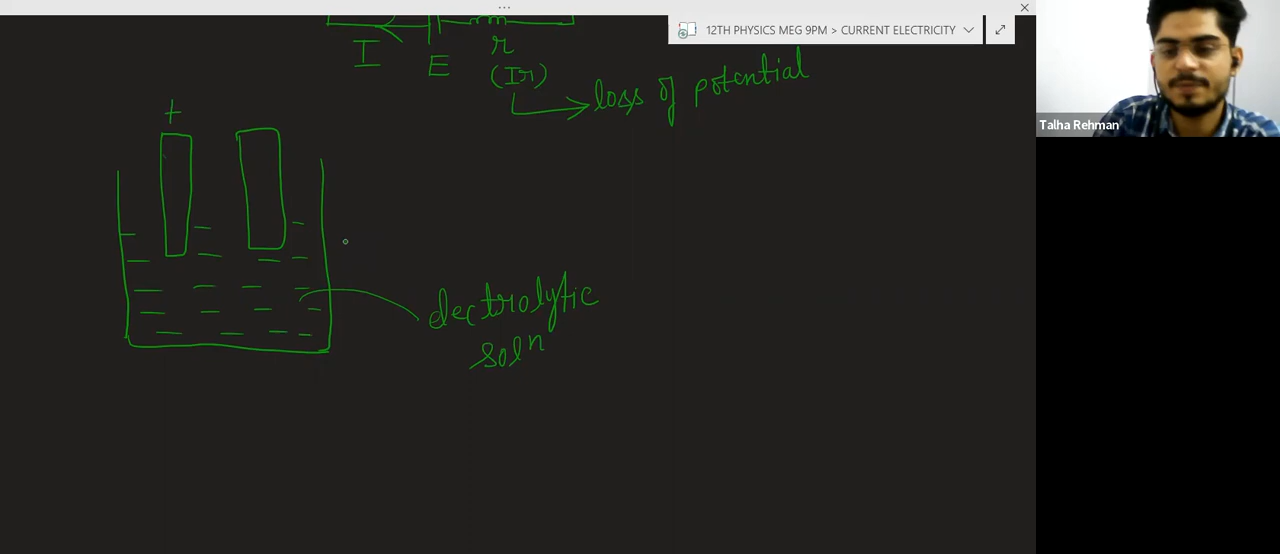 12TH PHYSICS MEG 9PM > CURRENT ELECTRICITY
I
E
r
(Ir)
loss of potential
+
Talha Rehman
electrolytic
solⁿ